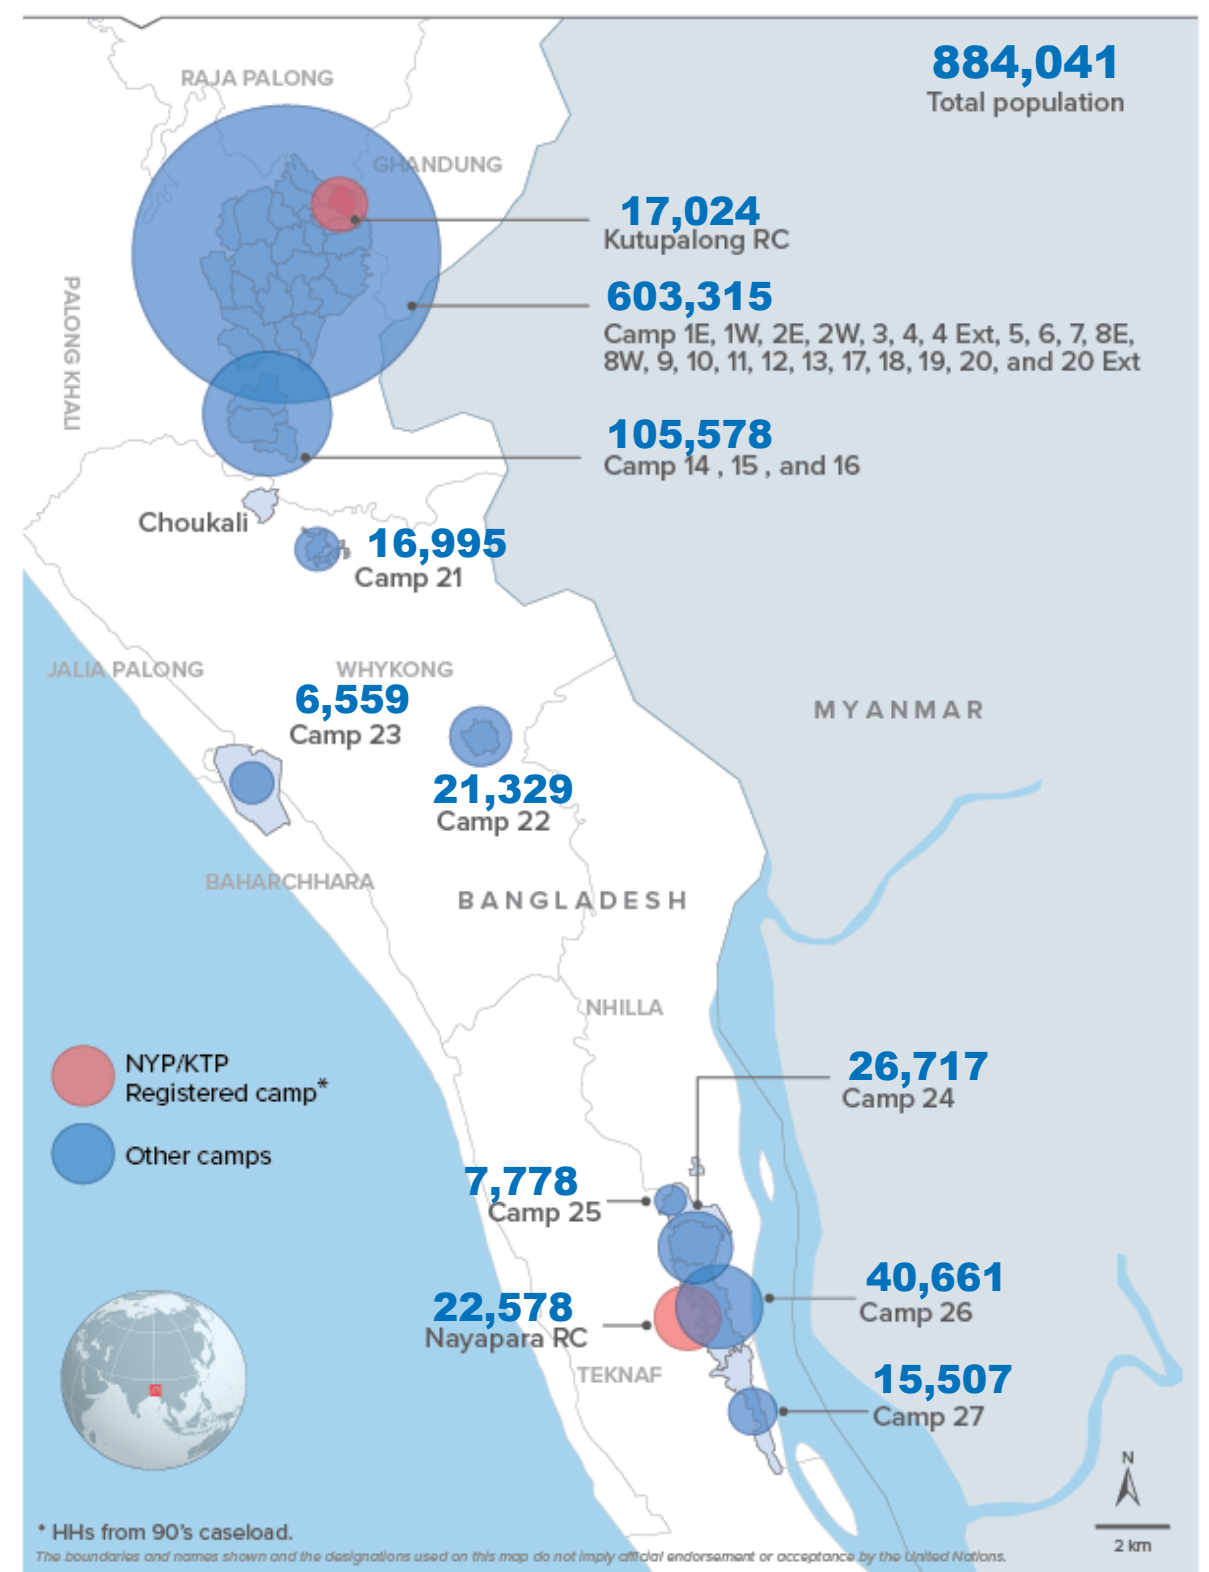 884,041
Total population
RAJA PALONG
GHANDUNG
17,024
Kutupalong RC
PALONG KHALI
603,315
Camp 1E, 1W, 2E, 2W, 3, 4, 4 Ext, 5, 6, 7, 8E,
8W, 9, 10, 11, 12, 13, 17, 18, 19, 20, and 20 Ext
105,578
Camp 14 , 15 , and 16
Choukali
16,995
Camp 21
JALIA PALONG
WHYKONG
6,559
Camp 23
MYANMAR
21,329
Camp 22
BAHARCHHARA
BANGLADESH
NHILLA
NYP/KTP
Registered camp*
26,717
Camp 24
Other camps
7,778
Camp 25
40,661
Camp 26
22,578
Nayapara RC
TEKNAF
15,507
Camp 27
N
2 km
* HHs from 90's caseload.
The boundaries and names shown and the designations used on this map do not imply official endorsement or acceptance by the United Nations.